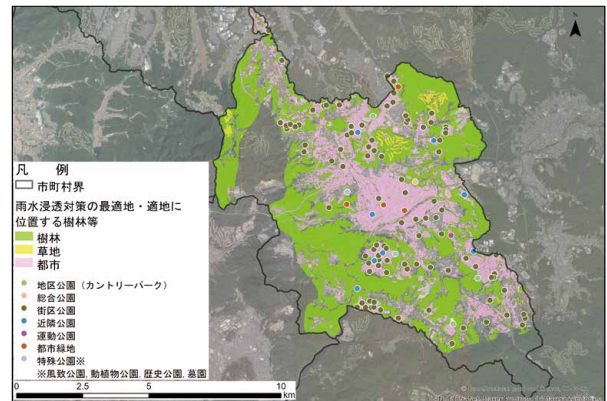 N
凡 例
市町村界
雨水浸透対策の最適地・適地に
位置する樹林等
樹林
草地
都市
地区公園（カントリーパーク）
総合公園
街区公園
近隣公園
運動公園
都市緑地
特殊公園※
※風致公園, 動植物公園, 歴史公園, 墓園
0 2.5 5 10
km